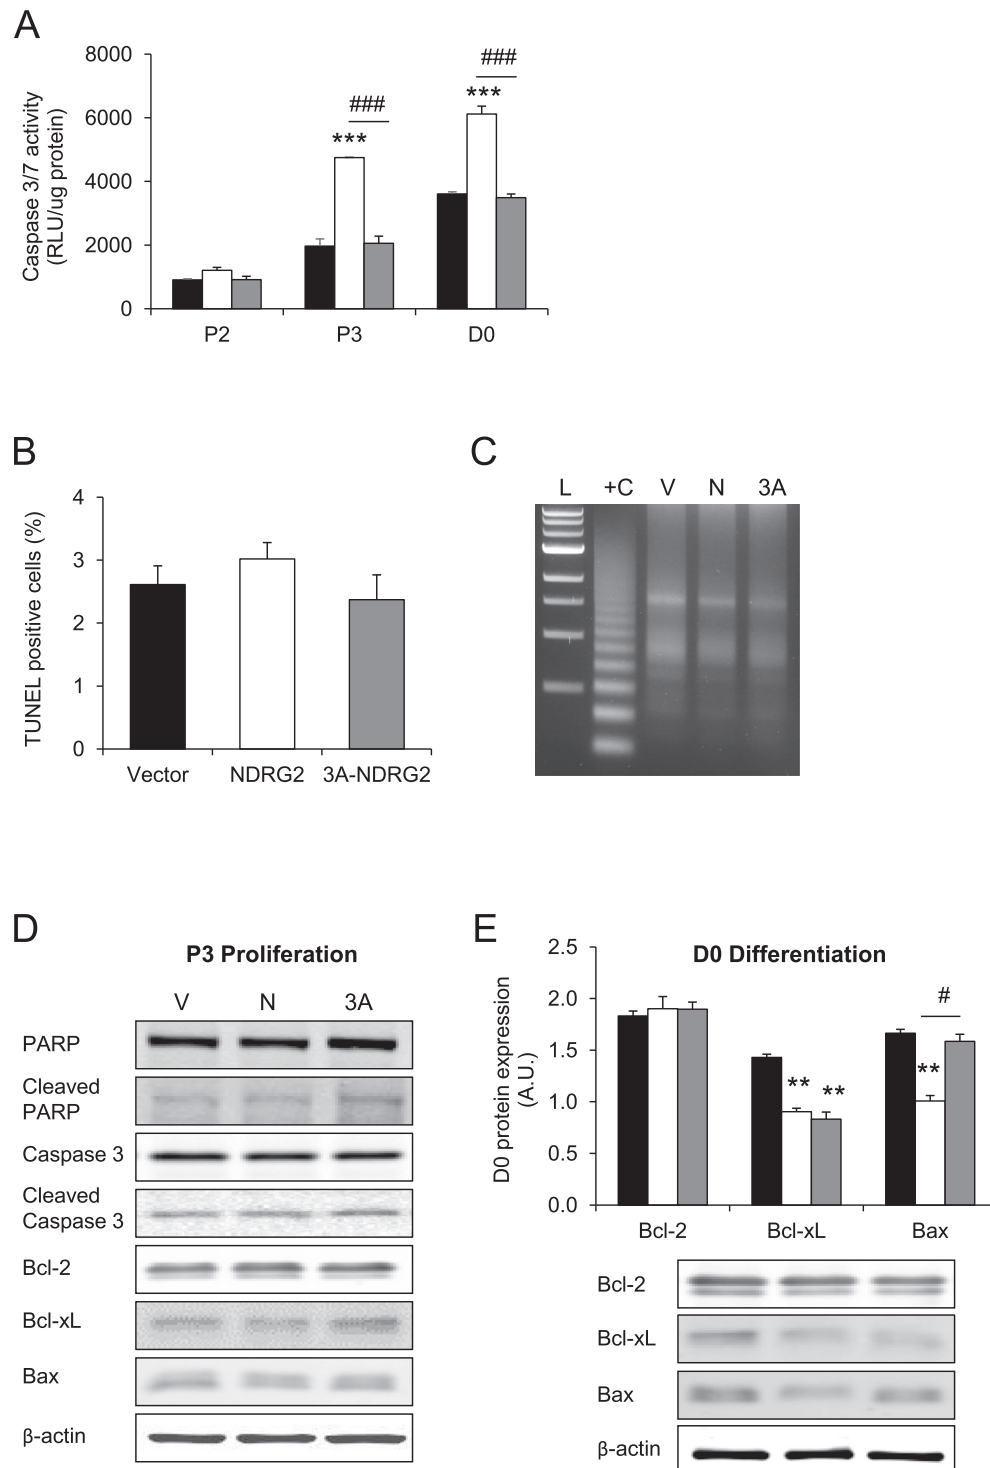 A
Caspase 3/7 activity
(RLU/ug protein)
8000
6000
4000
2000
0
***
###
***
###
P2
P3
D0
B
TUNEL positive cells (%)
4
3
2
1
0
Vector
NDRG2
3A-NDRG2
C
L +C V N 3A
D
P3 Proliferation
V N 3A
PARP
Cleaved
PARP
Caspase 3
Cleaved
Caspase 3
Bcl-2
Bcl-xL
Bax
β-actin
E
D0 Differentiation
D0 protein expression
(A.U.)
2.5
2.0
1.5
1.0
0.5
0.0
**
**
**
#
Bcl-2
Bcl-xL
Bax
Bcl-2
Bcl-xL
Bax
β-actin